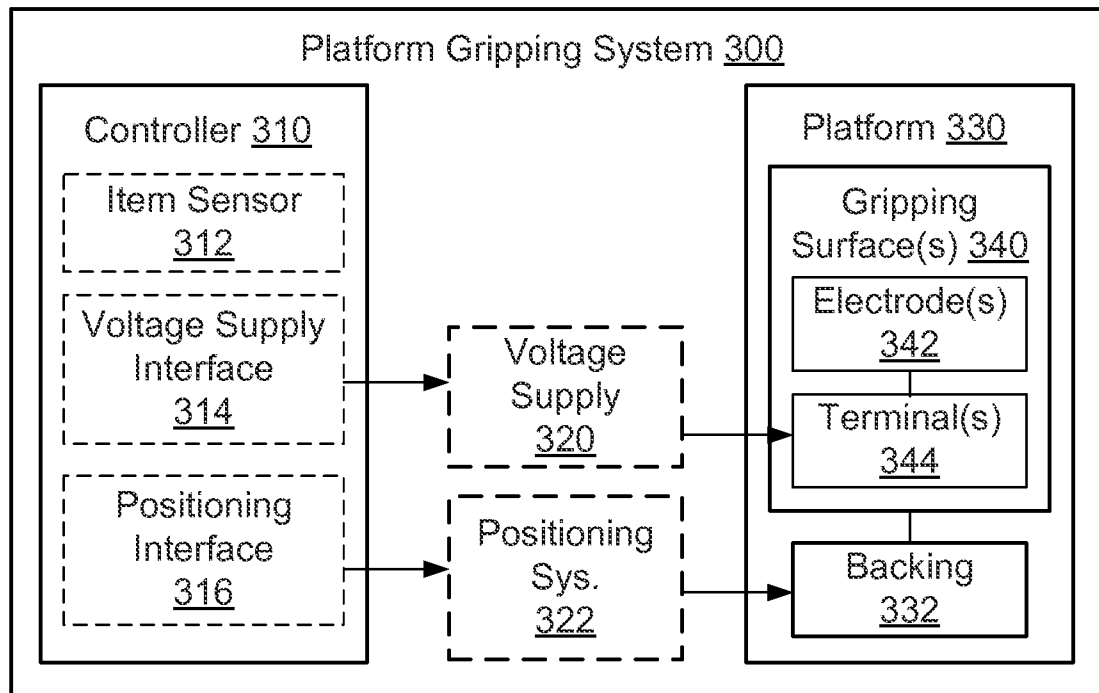 Platform Gripping System 300
Controller 310
Item Sensor
312
Voltage Supply
Interface
314
Positioning
Interface
316
Voltage
Supply
320
Positioning
Sys.
322
Platform 330
Gripping
Surface(s) 340
Electrode(s)
342
Terminal(s)
344
Backing
332